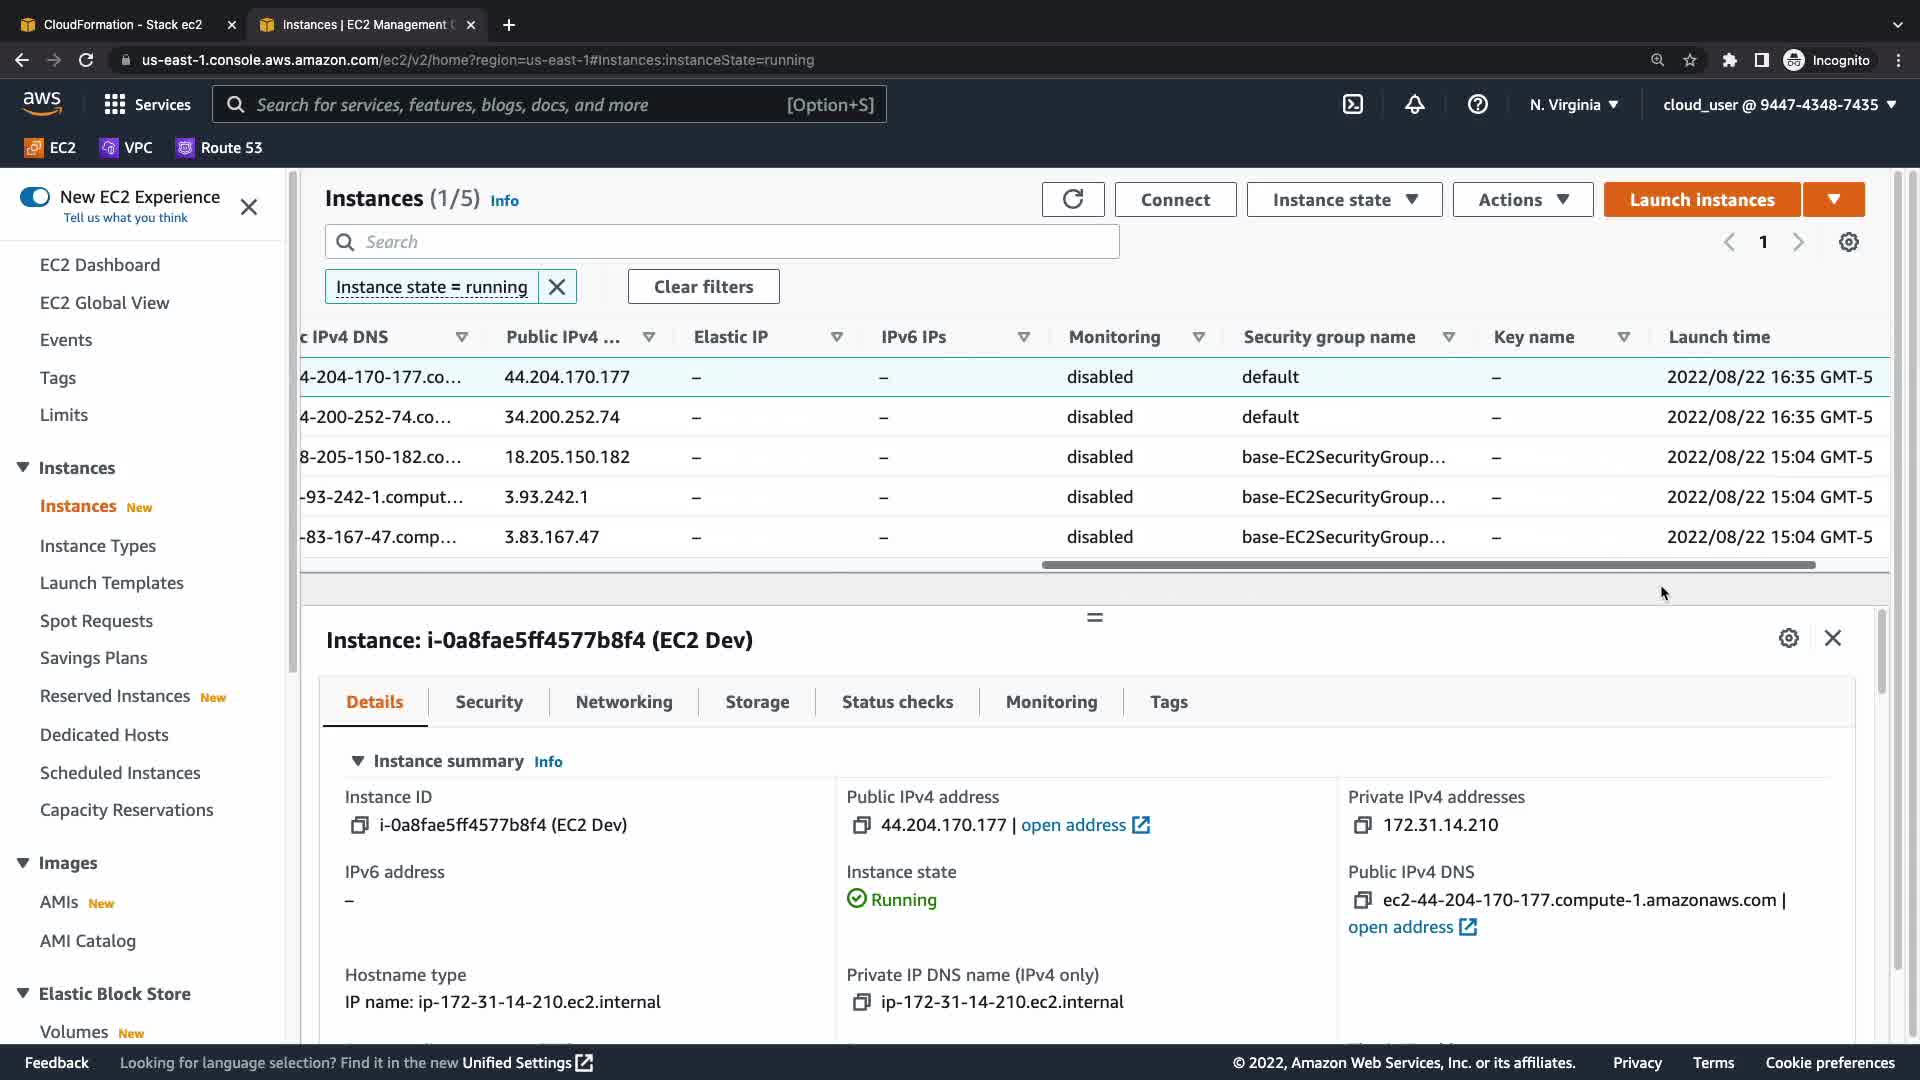 CloudFormation - Stack ec2
Instances | EC2 Management C
us-east-1.console.aws.amazon.com/ec2/v2/home?region=us-east-1#Instances:instanceState=running
Incognito
aws
Services
Search for services, features, blogs, docs, and more
[Option+S]
N. Virginia
cloud_user @ 9447-4348-7435
EC2
VPC
Route 53
New EC2 Experience
Tell us what you think
EC2 Dashboard
EC2 Global View
Events
Tags
Limits
Instances
Instances New
Instance Types
Launch Templates
Spot Requests
Savings Plans
Reserved Instances New
Dedicated Hosts
Scheduled Instances
Capacity Reservations
Images
AMIs New
AMI Catalog
Elastic Block Store
Volumes New
Instances (1/5) Info
Connect
Instance state
Actions
Launch instances
Search
1
Instance state = running
Clear filters
c IPv4 DNS Public IPv4 ... Elastic IP IPv6 IPs Monitoring Security group name Key name Launch time
4-204-170-177.co... 44.204.170.177 – – disabled default – 2022/08/22 16:35 GMT-5
4-200-252-74.co... 34.200.252.74 – – disabled default – 2022/08/22 16:35 GMT-5
8-205-150-182.co... 18.205.150.182 – – disabled base-EC2SecurityGroup... – 2022/08/22 15:04 GMT-5
-93-242-1.comput... 3.93.242.1 – – disabled base-EC2SecurityGroup... – 2022/08/22 15:04 GMT-5
-83-167-47.comp... 3.83.167.47 – – disabled base-EC2SecurityGroup... – 2022/08/22 15:04 GMT-5
Instance: i-0a8fae5ff4577b8f4 (EC2 Dev)
Details
Security
Networking
Storage
Status checks
Monitoring
Tags
Instance summary Info
Instance ID
i-0a8fae5ff4577b8f4 (EC2 Dev)
Public IPv4 address
44.204.170.177 | open address
Private IPv4 addresses
172.31.14.210
IPv6 address
–
Instance state
Running
Public IPv4 DNS
ec2-44-204-170-177.compute-1.amazonaws.com |
open address
Hostname type
IP name: ip-172-31-14-210.ec2.internal
Private IP DNS name (IPv4 only)
ip-172-31-14-210.ec2.internal
Feedback
Looking for language selection? Find it in the new Unified Settings
© 2022, Amazon Web Services, Inc. or its affiliates.
Privacy
Terms
Cookie preferences